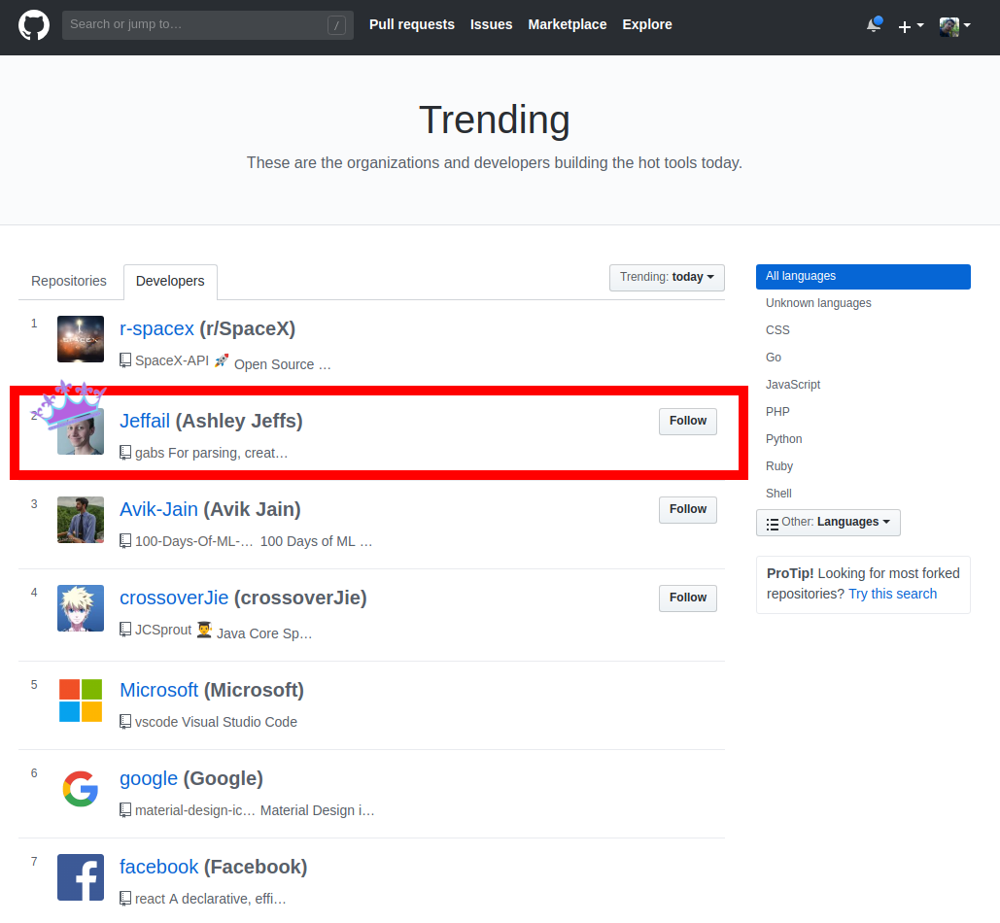 Search or jump to… / Pull requests Issues Marketplace Explore
Trending
These are the organizations and developers building the hot tools today.
Repositories Developers Trending: today
1 r-spacex (r/SpaceX)
SpaceX-API 🚀 Open Source …
2 Jeffail (Ashley Jeffs) Follow
gabs For parsing, creat…
3 Avik-Jain (Avik Jain) Follow
100-Days-Of-ML-… 100 Days of ML …
4 crossoverJie (crossoverJie) Follow
JCSprout 👨‍🎓 Java Core Sp…
5 Microsoft (Microsoft)
vscode Visual Studio Code
6 google (Google)
material-design-ic… Material Design i…
7 facebook (Facebook)
react A declarative, effi…
All languages
Unknown languages
CSS
Go
JavaScript
PHP
Python
Ruby
Shell
Other: Languages
ProTip! Looking for most forked
repositories? Try this search